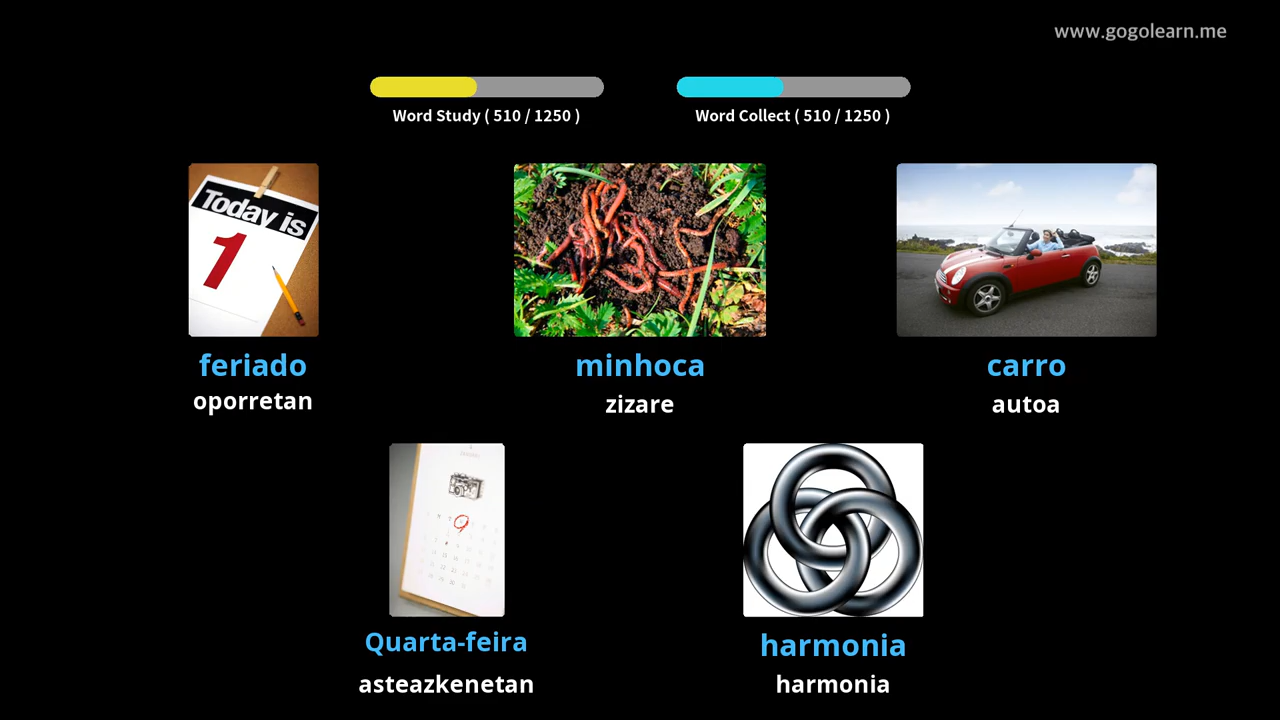 www.gogolearn.me
Word Study ( 510 / 1250 )
Word Collect ( 510 / 1250 )
Today is
1
feriado
oporretan
minhoca
zizare
carro
autoa
Quarta-feira
asteazkenetan
harmonia
harmonia